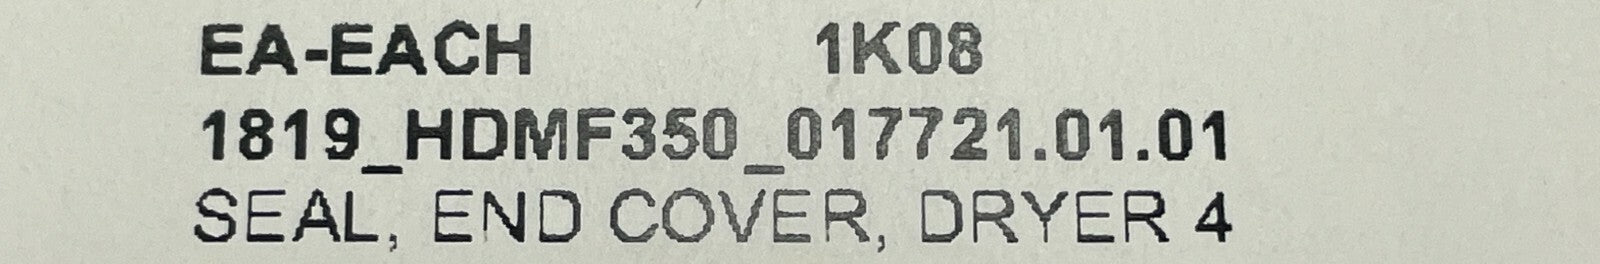 EA-EACH 1K08
1819_HDMF350_017721.01.01
SEAL, END COVER, DRYER 4